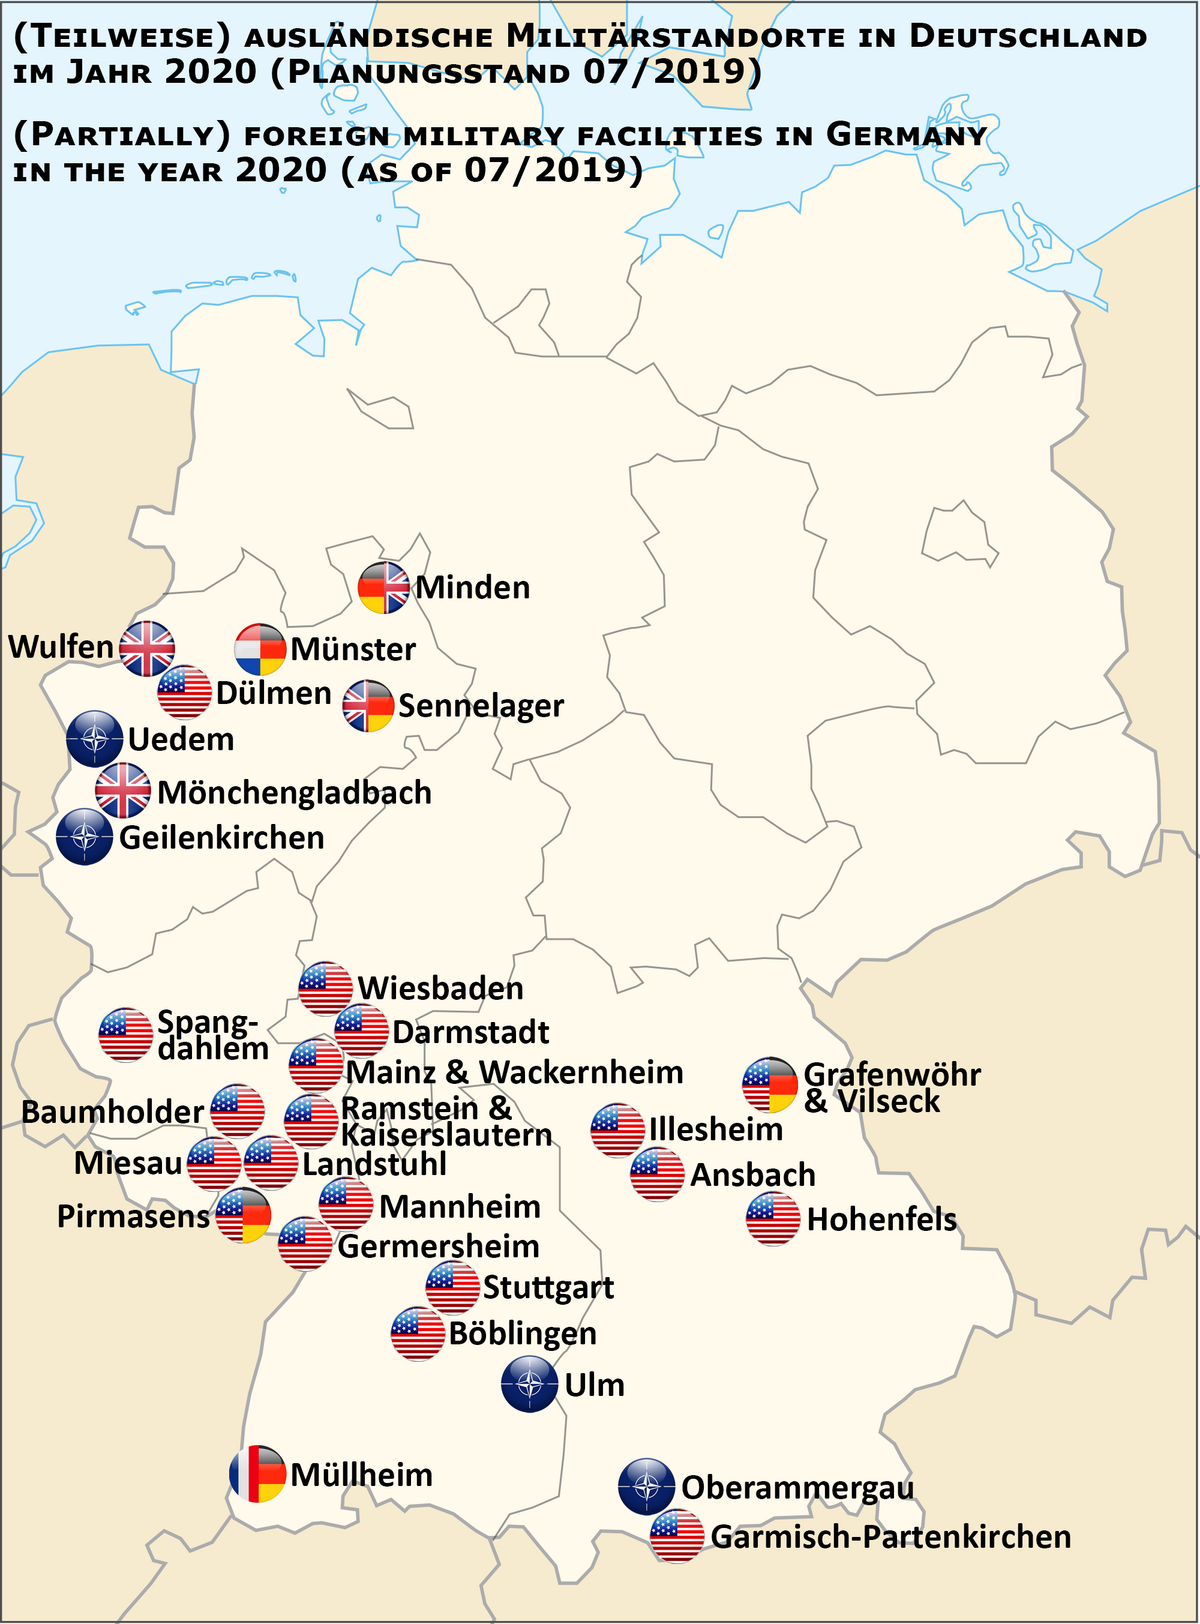 (Teilweise) ausländische Militärstandorte in Deutschland
im Jahr 2020 (Planungsstand 07/2019)
(Partially) foreign military facilities in Germany
in the year 2020 (as of 07/2019)
Minden
Wulfen
Münster
Dülmen
Sennelager
Uedem
Mönchengladbach
Geilenkirchen
Wiesbaden
Spang-
dahlem
Darmstadt
Mainz & Wackernheim
Grafenwöhr
& Vilseck
Baumholder
Ramstein &
Kaiserslautern
Illesheim
Miesau
Landstuhl
Ansbach
Pirmasens
Mannheim
Hohenfels
Germersheim
Stuttgart
Böblingen
Ulm
Müllheim
Oberammergau
Garmisch-Partenkirchen